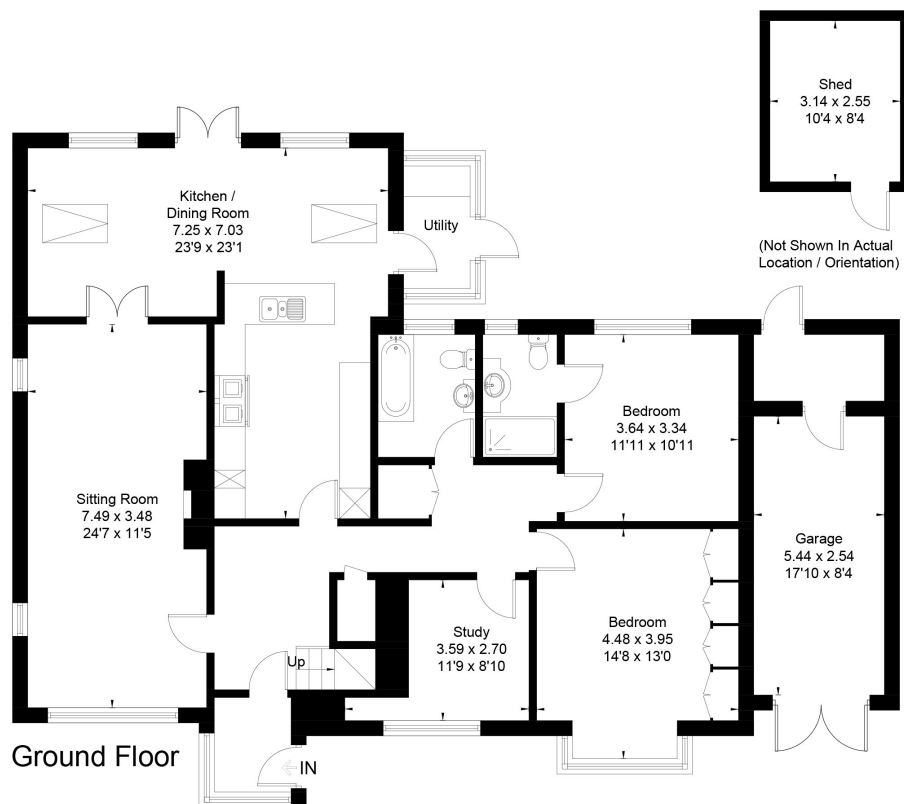 Shed
3.14 x 2.55
10'4 x 8'4
(Not Shown In Actual
Location / Orientation)
Kitchen /
Dining Room
7.25 x 7.03
23'9 x 23'1
Utility
Bedroom
3.64 x 3.34
11'11 x 10'11
Sitting Room
7.49 x 3.48
24'7 x 11'5
Garage
5.44 x 2.54
17'10 x 8'4
Study
3.59 x 2.70
11'9 x 8'10
Bedroom
4.48 x 3.95
14'8 x 13'0
Up
Ground Floor
IN